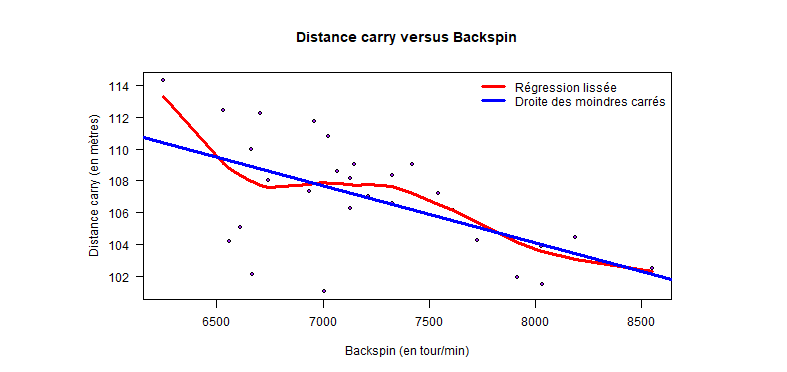 Distance carry versus Backspin
Régression lissée
Droite des moindres carrés
Distance carry (en mètres)
114
112
110
108
106
104
102
6500 7000 7500 8000 8500
Backspin (en tour/min)